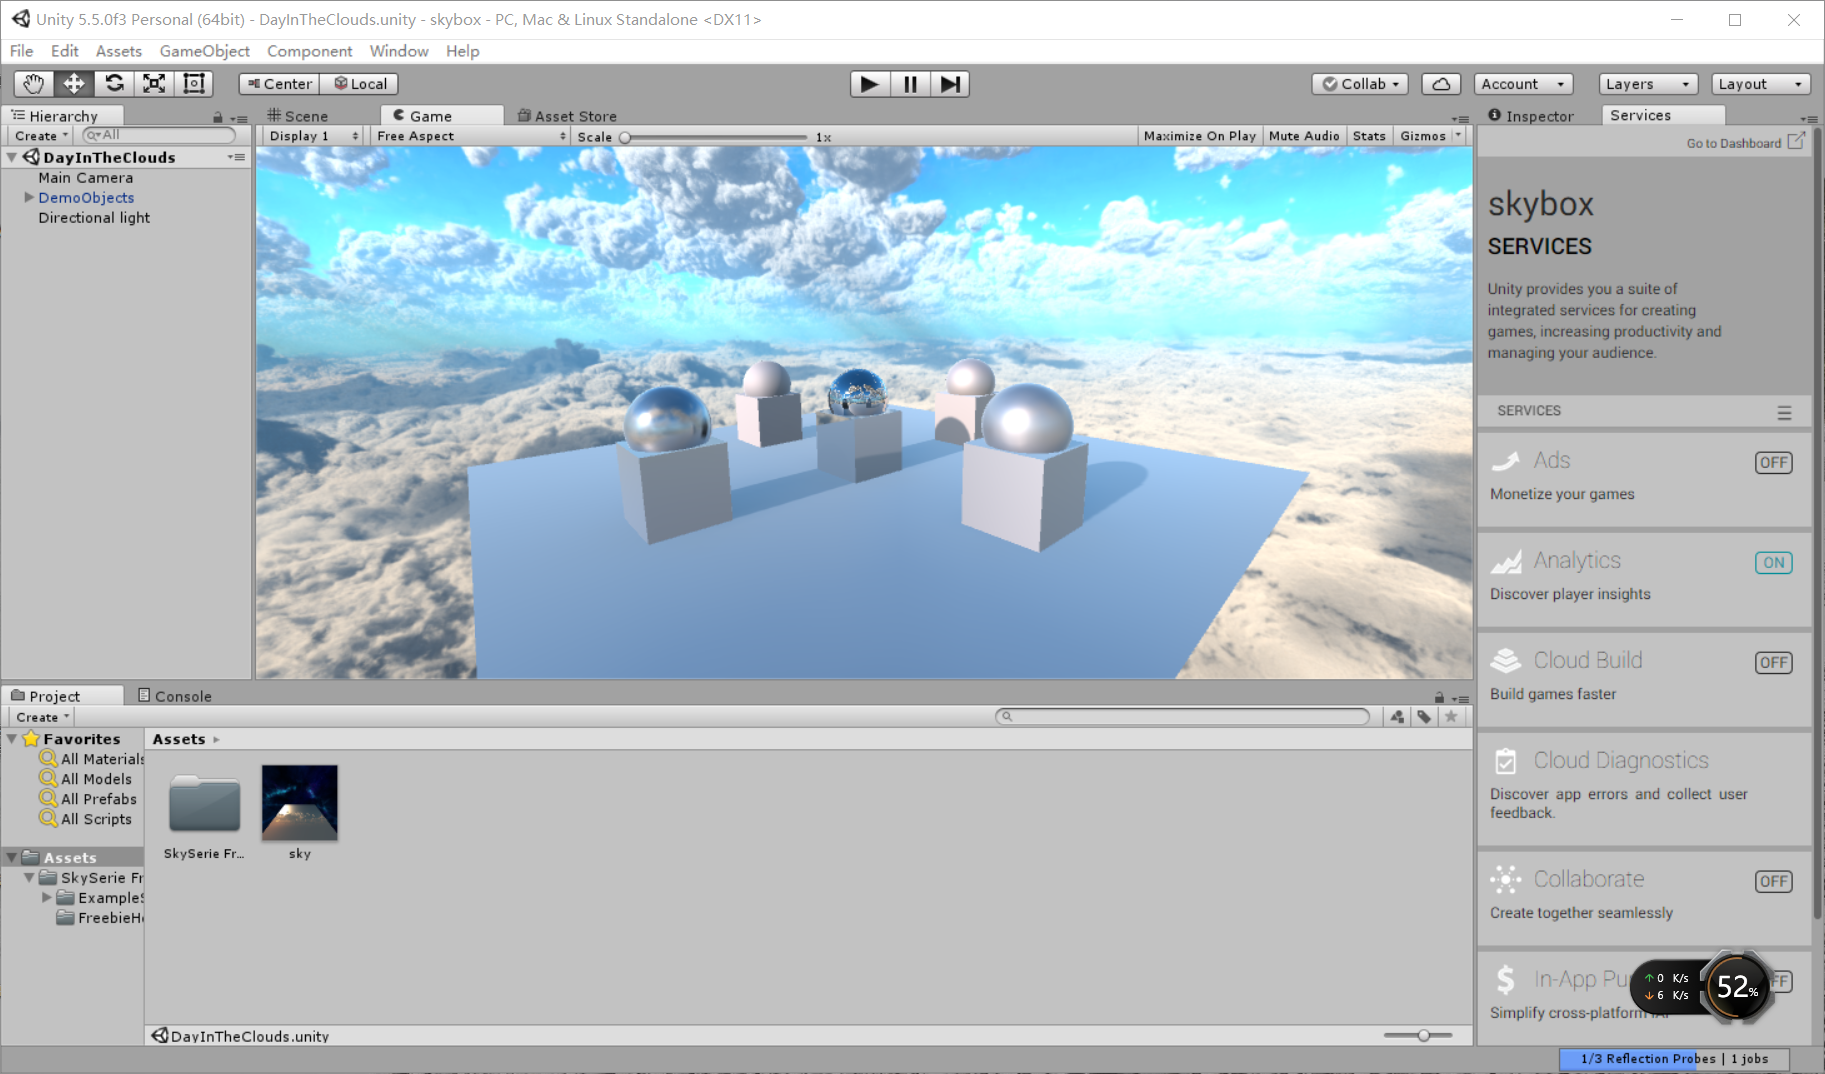 Unity 5.5.0f3 Personal (64bit) - DayInTheClouds.unity - skybox - PC, Mac & Linux Standalone <DX11>
File Edit Assets GameObject Component Window Help
Center Local Collab Account Layers Layout
Hierarchy
Create All
DayInTheClouds
Main Camera
DemoObjects
Directional light
Scene Game Asset Store
Display 1 Free Aspect Scale 1x Maximize On Play Mute Audio Stats Gizmos
Inspector Services
Go to Dashboard
skybox
SERVICES
Unity provides you a suite of
integrated services for creating
games, increasing productivity and
managing your audience.
SERVICES
Ads OFF
Monetize your games
Analytics ON
Discover player insights
Cloud Build OFF
Build games faster
Cloud Diagnostics
Discover app errors and collect user
feedback.
Collaborate OFF
Create together seamlessly
In-App Pu
Simplify cross-platform
0 K/s
6 K/s
52%
Project Console
Create
Favorites
All Materials
All Models
All Prefabs
All Scripts
Assets
SkySerie Fr
ExampleS
FreebieH
Assets
SkySerie Fr...
sky
DayInTheClouds.unity
1/3 Reflection Probes | 1 jobs